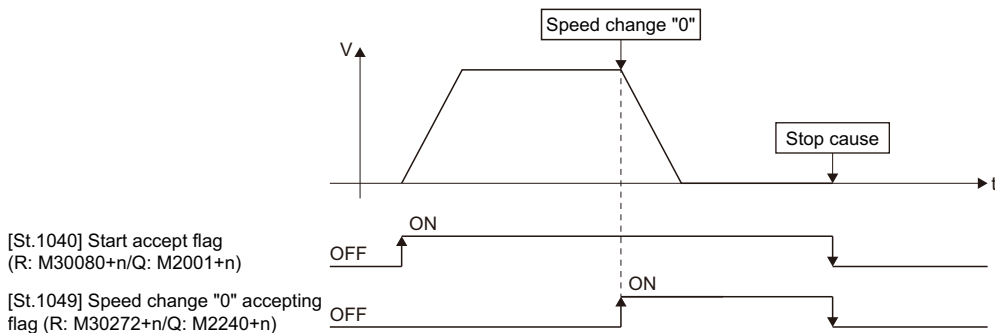 Speed change "0"
V
Stop cause
t
[St.1040] Start accept flag
(R: M30080+n/Q: M2001+n)
OFF
ON
[St.1049] Speed change "0" accepting
flag (R: M30272+n/Q: M2240+n)
OFF
ON